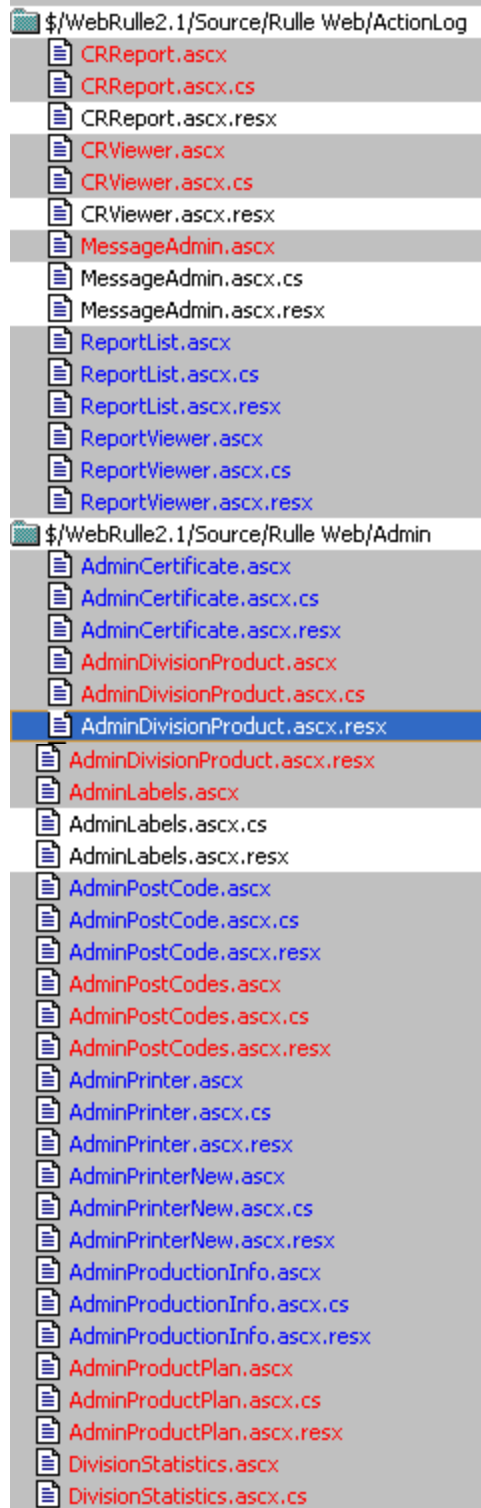 $/WebRulle2.1/Source/Rulle Web/ActionLog
CRReport.ascx
CRReport.ascx.cs
CRReport.ascx.resx
CRViewer.ascx
CRViewer.ascx.cs
CRViewer.ascx.resx
MessageAdmin.ascx
MessageAdmin.ascx.cs
MessageAdmin.ascx.resx
ReportList.ascx
ReportList.ascx.cs
ReportList.ascx.resx
ReportViewer.ascx
ReportViewer.ascx.cs
ReportViewer.ascx.resx
$/WebRulle2.1/Source/Rulle Web/Admin
AdminCertificate.ascx
AdminCertificate.ascx.cs
AdminCertificate.ascx.resx
AdminDivisionProduct.ascx
AdminDivisionProduct.ascx.cs
AdminDivisionProduct.ascx.resx
AdminDivisionProduct.ascx.resx
AdminLabels.ascx
AdminLabels.ascx.cs
AdminLabels.ascx.resx
AdminPostCode.ascx
AdminPostCode.ascx.cs
AdminPostCode.ascx.resx
AdminPostCodes.ascx
AdminPostCodes.ascx.cs
AdminPostCodes.ascx.resx
AdminPrinter.ascx
AdminPrinter.ascx.cs
AdminPrinter.ascx.resx
AdminPrinterNew.ascx
AdminPrinterNew.ascx.cs
AdminPrinterNew.ascx.resx
AdminProductionInfo.ascx
AdminProductionInfo.ascx.cs
AdminProductionInfo.ascx.resx
AdminProductPlan.ascx
AdminProductPlan.ascx.cs
AdminProductPlan.ascx.resx
DivisionStatistics.ascx
DivisionStatistics.ascx.cs